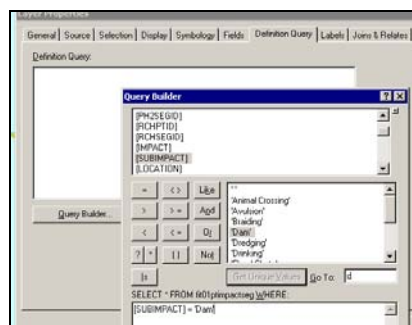 Layer Properties
General Source Selection Display Symbology Fields Definition Query Labels Joins & Relates
Definition Query:
Query Builder
[PH2SEGID]
[RCHPTID]
[RCHSEGID]
[IMPACT]
[SUBIMPACT]
[LOCATION]
= <> Like
> >= And
< <= Or
? * () Not
Is
''
'Animal Crossing'
'Avulsion'
'Braiding'
'Dam'
'Dredging'
'Drinking'
Query Builder...
Get Unique Values Go To: d
SELECT * FROM WHERE:
[SUBIMPACT] = 'Dam'